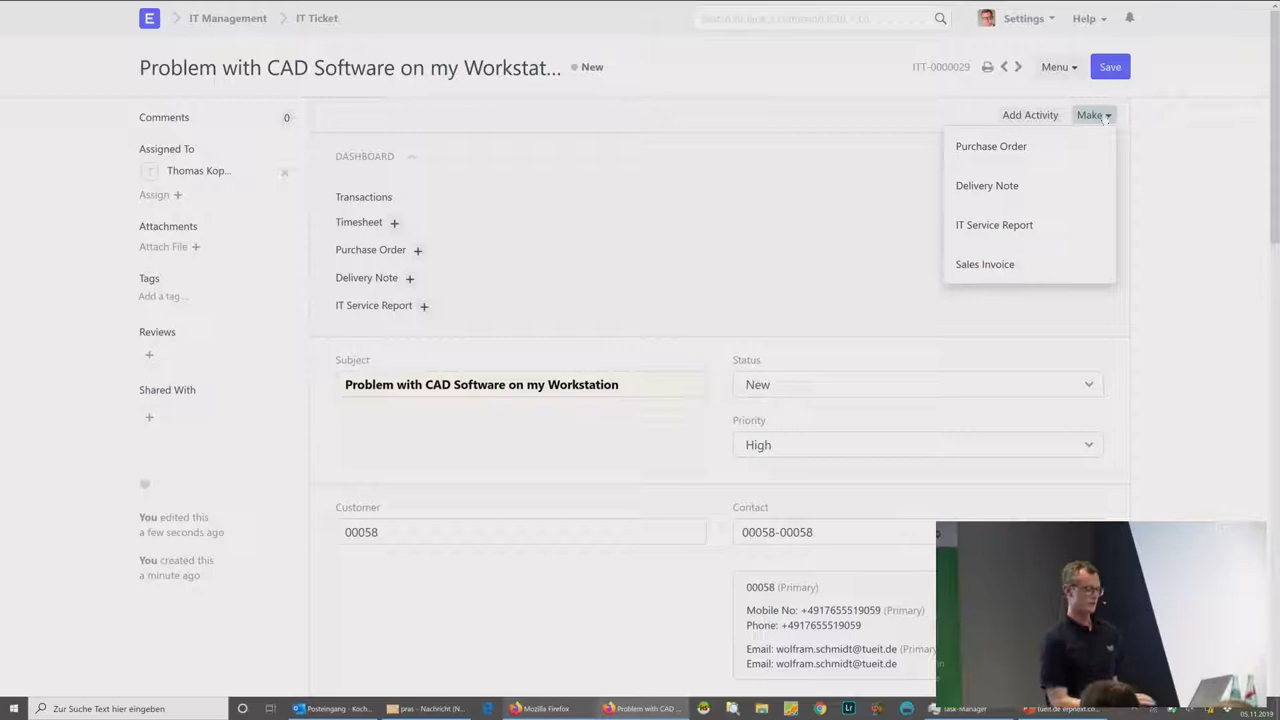 E
IT Management
IT Ticket
Settings
Help
Problem with CAD Software on my Workstat...
New
ITT-0000029
Menu
Save
Comments
0
Add Activity
Make
Purchase Order
Delivery Note
IT Service Report
Sales Invoice
Assigned To
T
Thomas Kop...
Assign +
Attachments
Attach File +
Tags
Add a tag...
Reviews
+
Shared With
+
You edited this
a few seconds ago
You created this
a minute ago
DASHBOARD
Transactions
Timesheet +
Purchase Order +
Delivery Note +
IT Service Report +
Subject
Problem with CAD Software on my Workstation
Status
New
Priority
High
Customer
00058
Contact
00058-00058
00058 (Primary)
Mobile No: +4917655519059 (Primary)
Phone: +4917655519059
Email: wolfram.schmidt@tueit.de (Primary
Email: wolfram.schmidt@tueit.de
Zur Suche Text hier eingeben
Posteingang - Koch...
pras – Nachricht (N...
Mozilla Firefox
Problem with CAD ...
Task-Manager
tueit.de.erpnext.co...
05.11.2019